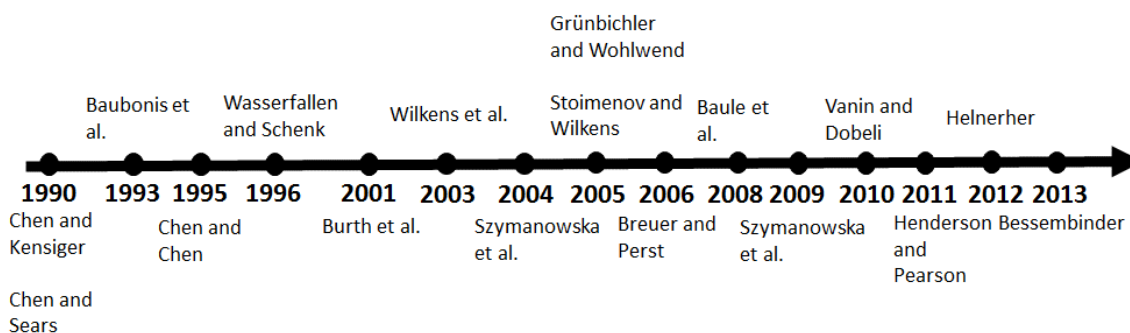 Grünbichler
and Wohlwend
Baubonis et
al.
Wasserfallen
and Schenk
Wilkens et al.
Stoimenov and
Wilkens
Baule et
al.
Vanin and
Dobeli
Helnerher
1990 1993 1995 1996 2001 2003 2004 2005 2006 2008 2009 2010 2011 2012 2013
Chen and
Kensiger
Chen and
Sears
Chen and
Chen
Burth et al.
Szymanowska
et al.
Breuer and
Perst
Szymanowska
et al.
Henderson
and
Pearson
Bessembinder